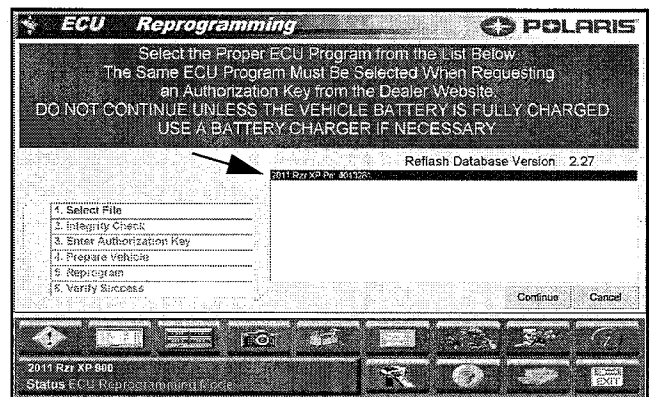 ECU Reprogramming
POLARIS
Select the Proper ECU Program from the List Below
The Same ECU Program Must Be Selected When Requesting
an Authorization Key from the Dealer Website.
DO NOT CONTINUE UNLESS THE VEHICLE BATTERY IS FULLY CHARGED
USE A BATTERY CHARGER IF NECESSARY
Reflash Database Version 2.27
2011 Rzr XP Pn:
1. Select File
2. Integrity Check
3. Enter Authorization Key
4. Prepare Vehicle
5. Reprogram
6. Verify Success
Continue Cancel
2011 Rzr XP 900
Status ECU Reprogramming Mode
EXIT